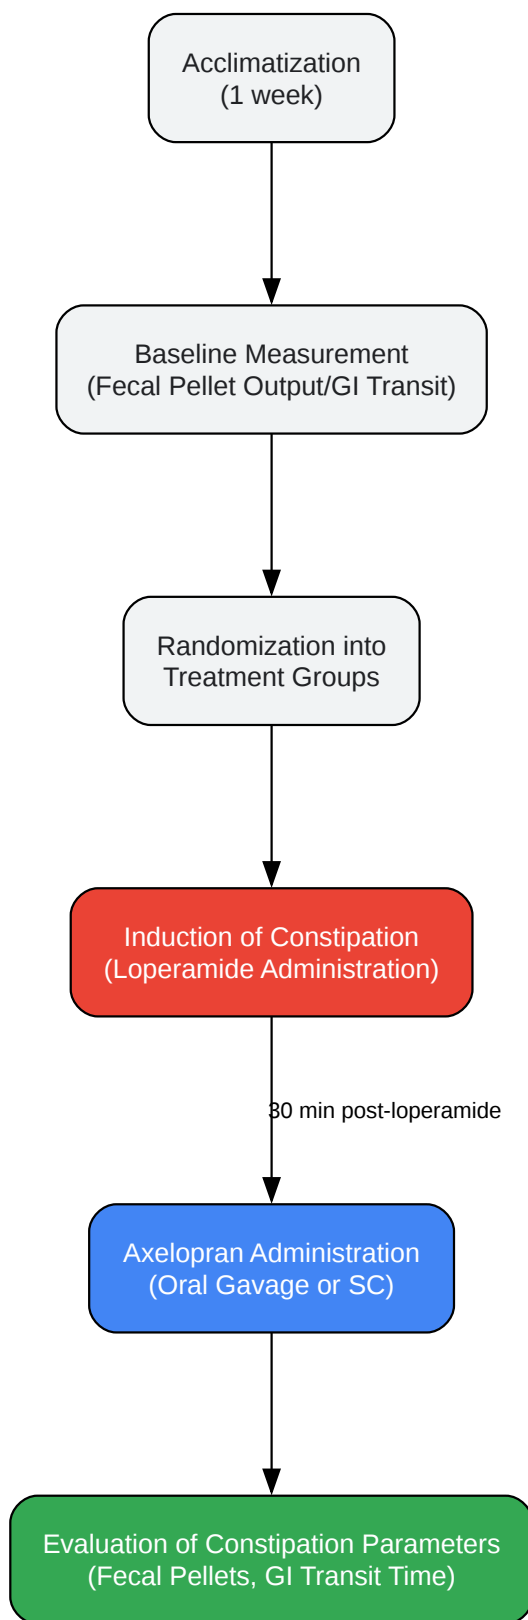 Acclimatization
(1 week)
Baseline Measurement
(Fecal Pellet Output/GI Transit)
Randomization into
Treatment Groups
Induction of Constipation
(Loperamide Administration)
30 min post-loperamide
Axelopran Administration
(Oral Gavage or SC)
Evaluation of Constipation Parameters
(Fecal Pellets, GI Transit Time)